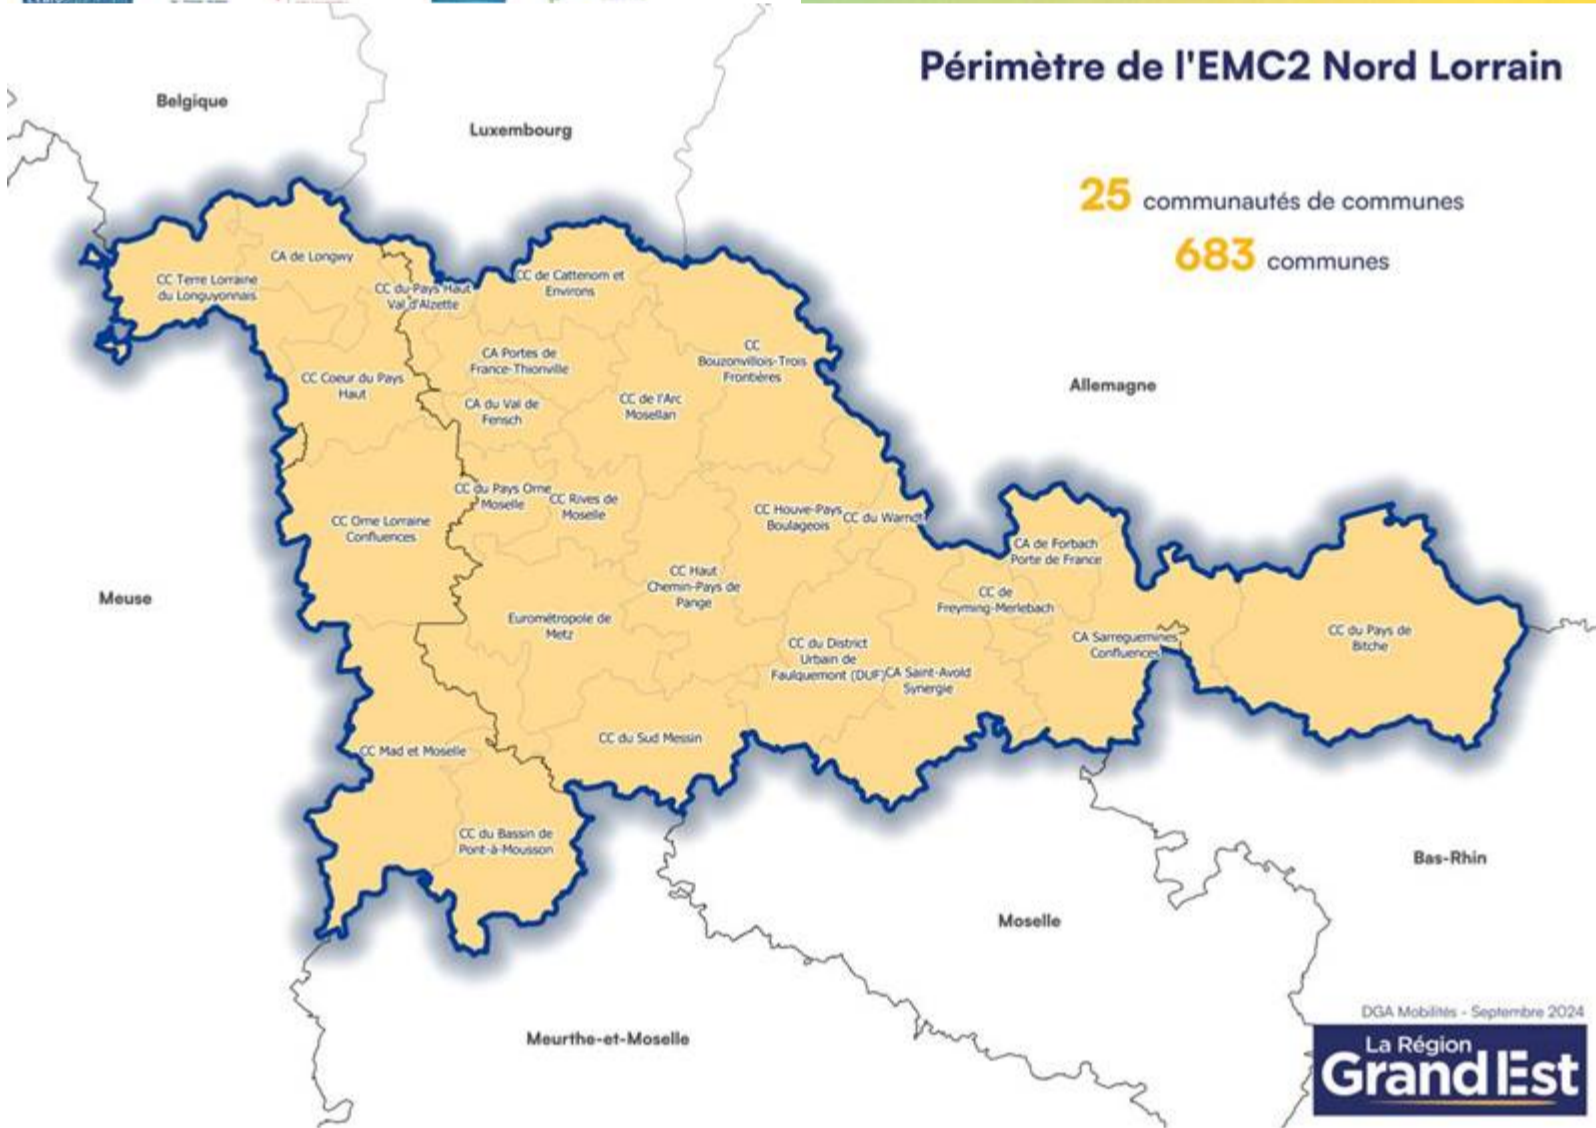 Périmètre de l'EMC2 Nord Lorrain
25 communautés de communes
683 communes
Belgique
Luxembourg
CA de Longwy
CC Terre Lorraine
du Longuyonnais
CC du Pays Haut
Val d'Alzette
CC de Cattenom et
Environs
CA Portes de
France-Thionville
CC
Bouzonvillois-Trois
Frontières
CC Coeur du Pays
Haut
CA du Val de
Fensch
CC de l'Arc
Mosellan
Allemagne
CC du Pays Orne
Moselle
CC Rives de
Moselle
CC Orne Lorraine
Confluences
CC Houve-Pays
Boulageois
CC du Warndt
CA de Forbach
Porte de France
Meuse
CC Haut
Chemin-Pays de
Pange
CC de
Freyming-Merlebach
Eurométropole de
Metz
CC du District
Urbain de
Faulquemont (DUF)
CA Saint-Avold
Synergie
CA Sarreguemines
Confluences
CC du Pays de
Bitche
CC Mad et Moselle
CC du Sud Messin
CC du Bassin de
Pont-à-Mousson
Bas-Rhin
Moselle
Meurthe-et-Moselle
DGA Mobilités - Septembre 2024
La Région
Grand Est